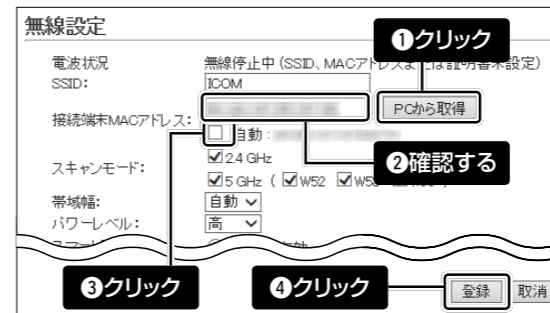 無線設定
❶クリック
電波状況 無線停止中 (SSID、MACアドレスまたは証明書未設定)
SSID: ICOM
接続端末MACアドレス: PCから取得
自動:
❷確認する
スキャンモード: 2.4 GHz
5 GHz ( W52
帯域幅: 自動
パワーレベル: 高
❸クリック
❹クリック
登録 取消